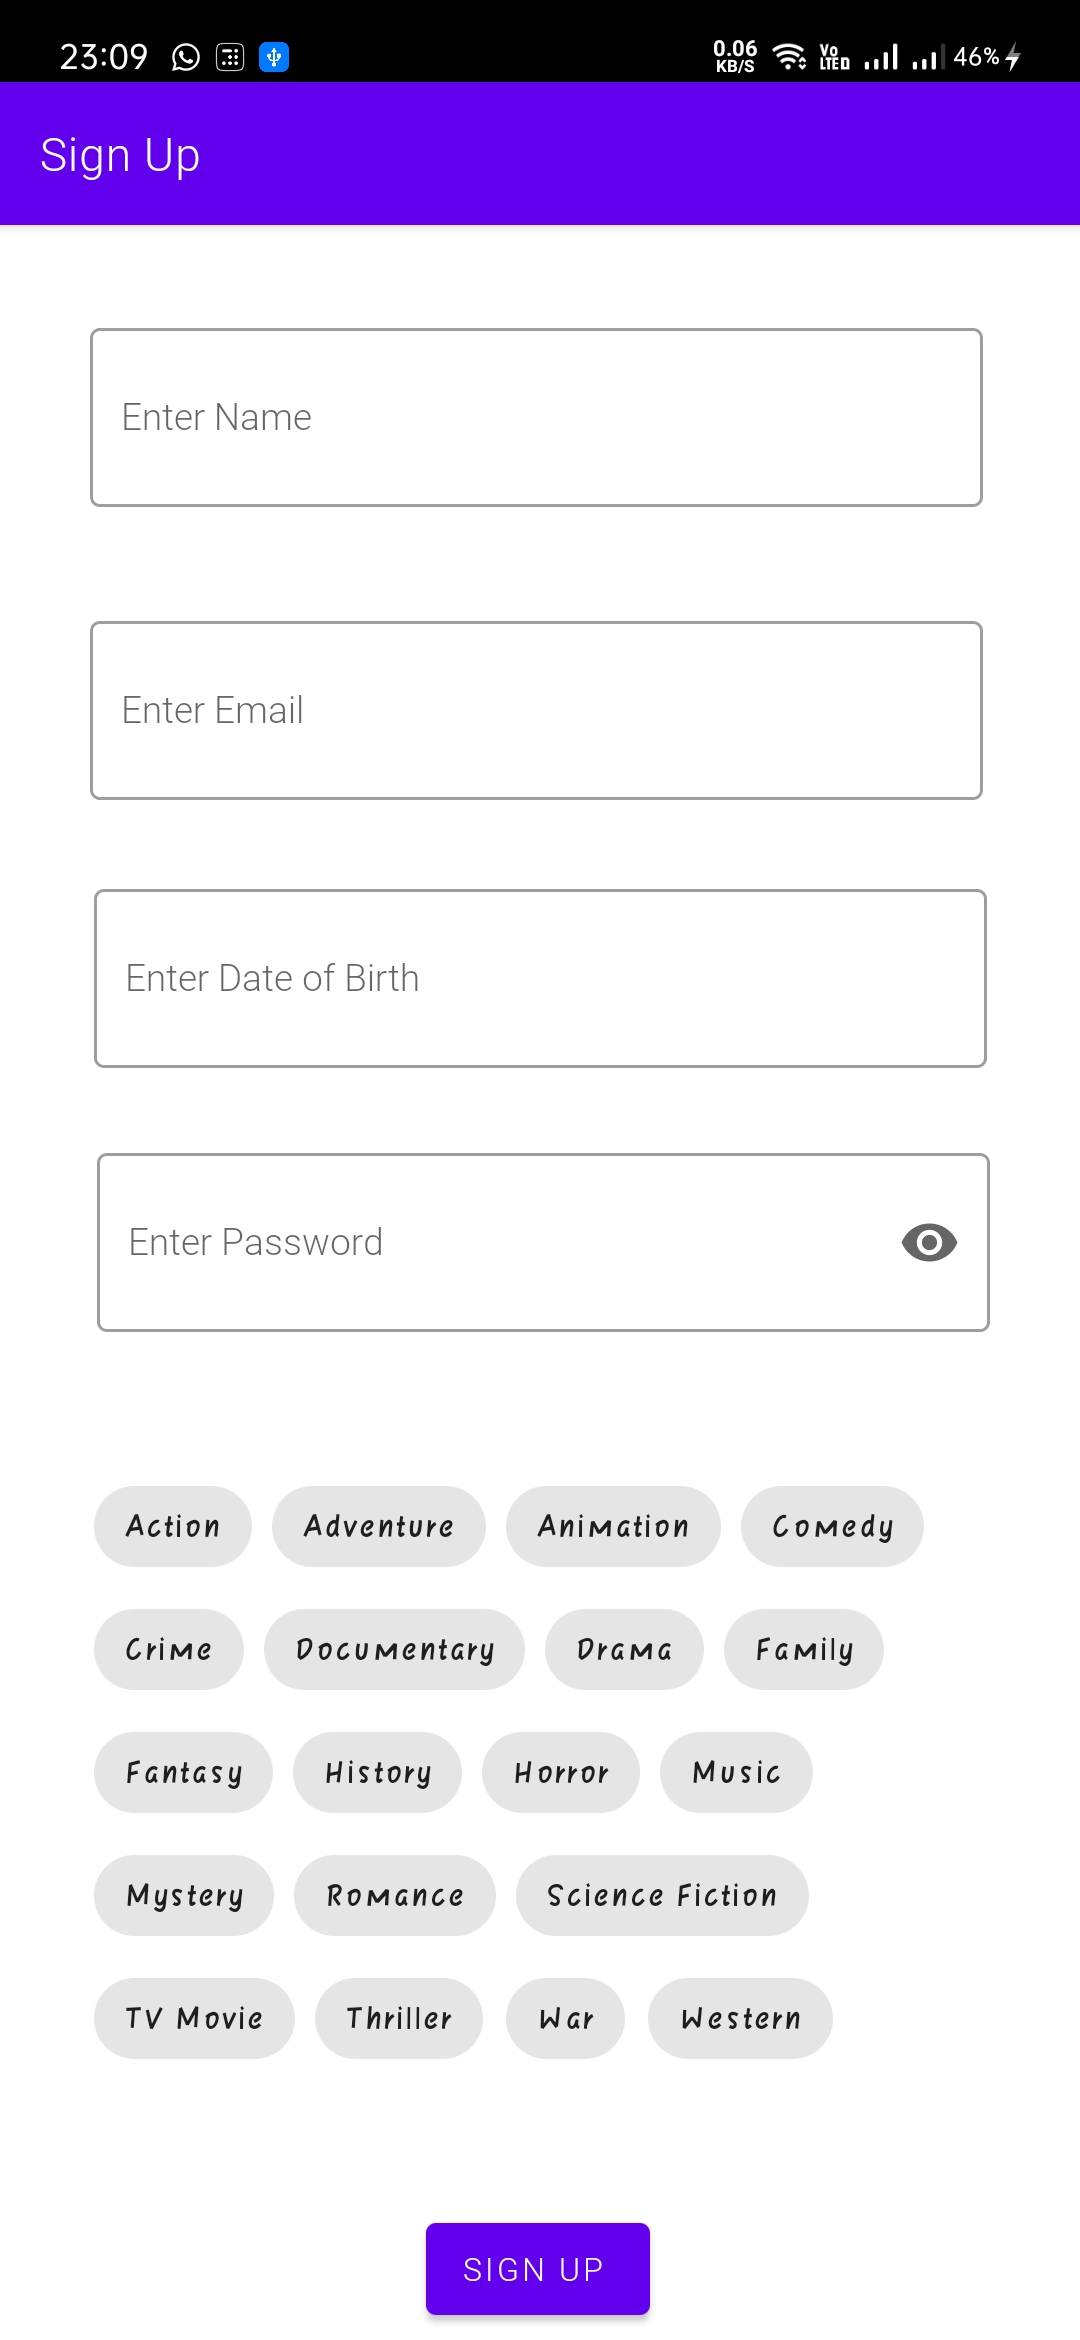 23:09 0.06 KB/S Vo LTE 46%
Sign Up
Enter Name
Enter Email
Enter Date of Birth
Enter Password
Action Adventure Animation Comedy
Crime Documentary Drama Family
Fantasy History Horror Music
Mystery Romance Science Fiction
TV Movie Thriller War Western
SIGN UP